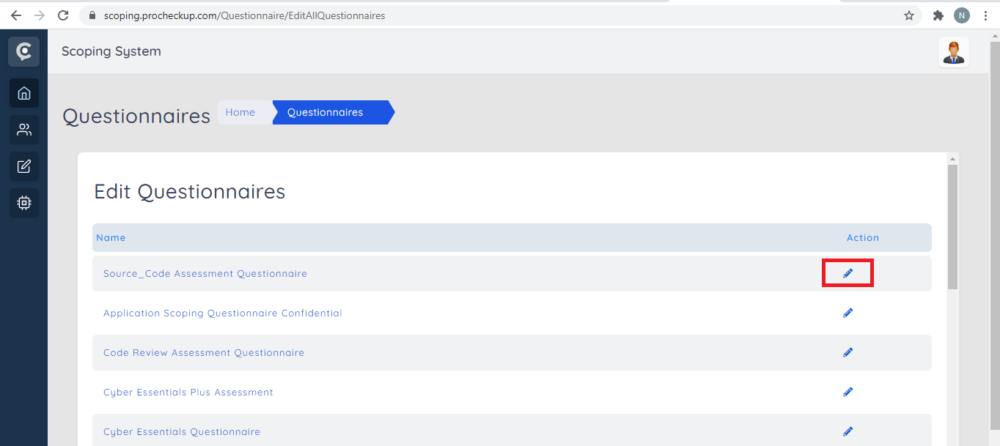 scoping.procheckup.com/Questionnaire/EditAllQuestionnaires
N
Scoping System
Questionnaires
Home
Questionnaires
Edit Questionnaires
Name Action
Source_Code Assessment Questionnaire
Application Scoping Questionnaire Confidential
Code Review Assessment Questionnaire
Cyber Essentials Plus Assessment
Cyber Essentials Questionnaire